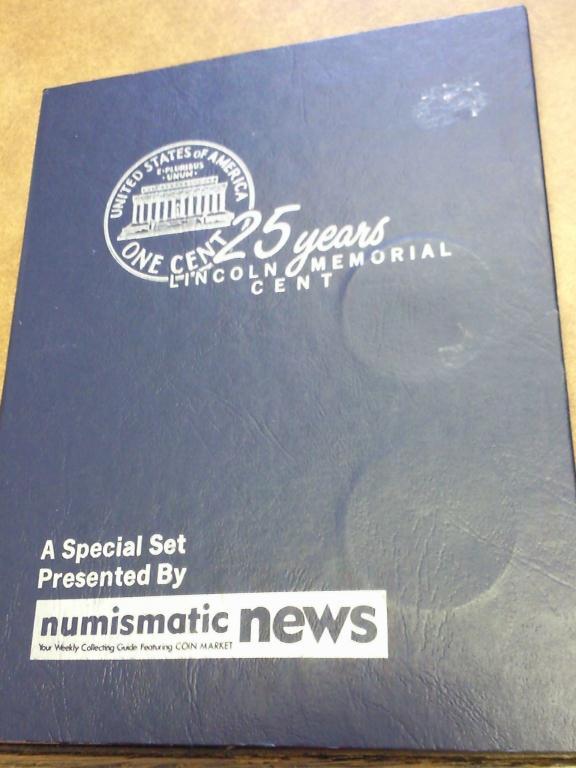 UNITED STATES OF AMERICA
E·PLURIBUS
·UNUM·
ONE CENT
25 years
LINCOLN MEMORIAL
CENT
A Special Set
Presented By
numismatic news
Your Weekly Collecting Guide Featuring COIN MARKET